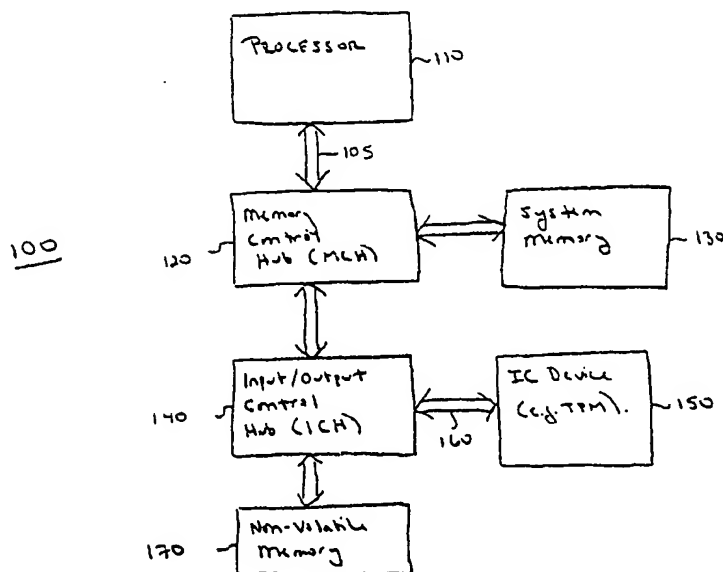 PROCESSOR
110
105
100
Memory
Control
Hub (MCH)
120
System
Memory
130
Input/Output
Control
Hub (ICH)
140
IC Device
(e.g. TPM).
150
160
Non-Volatile
Memory
170